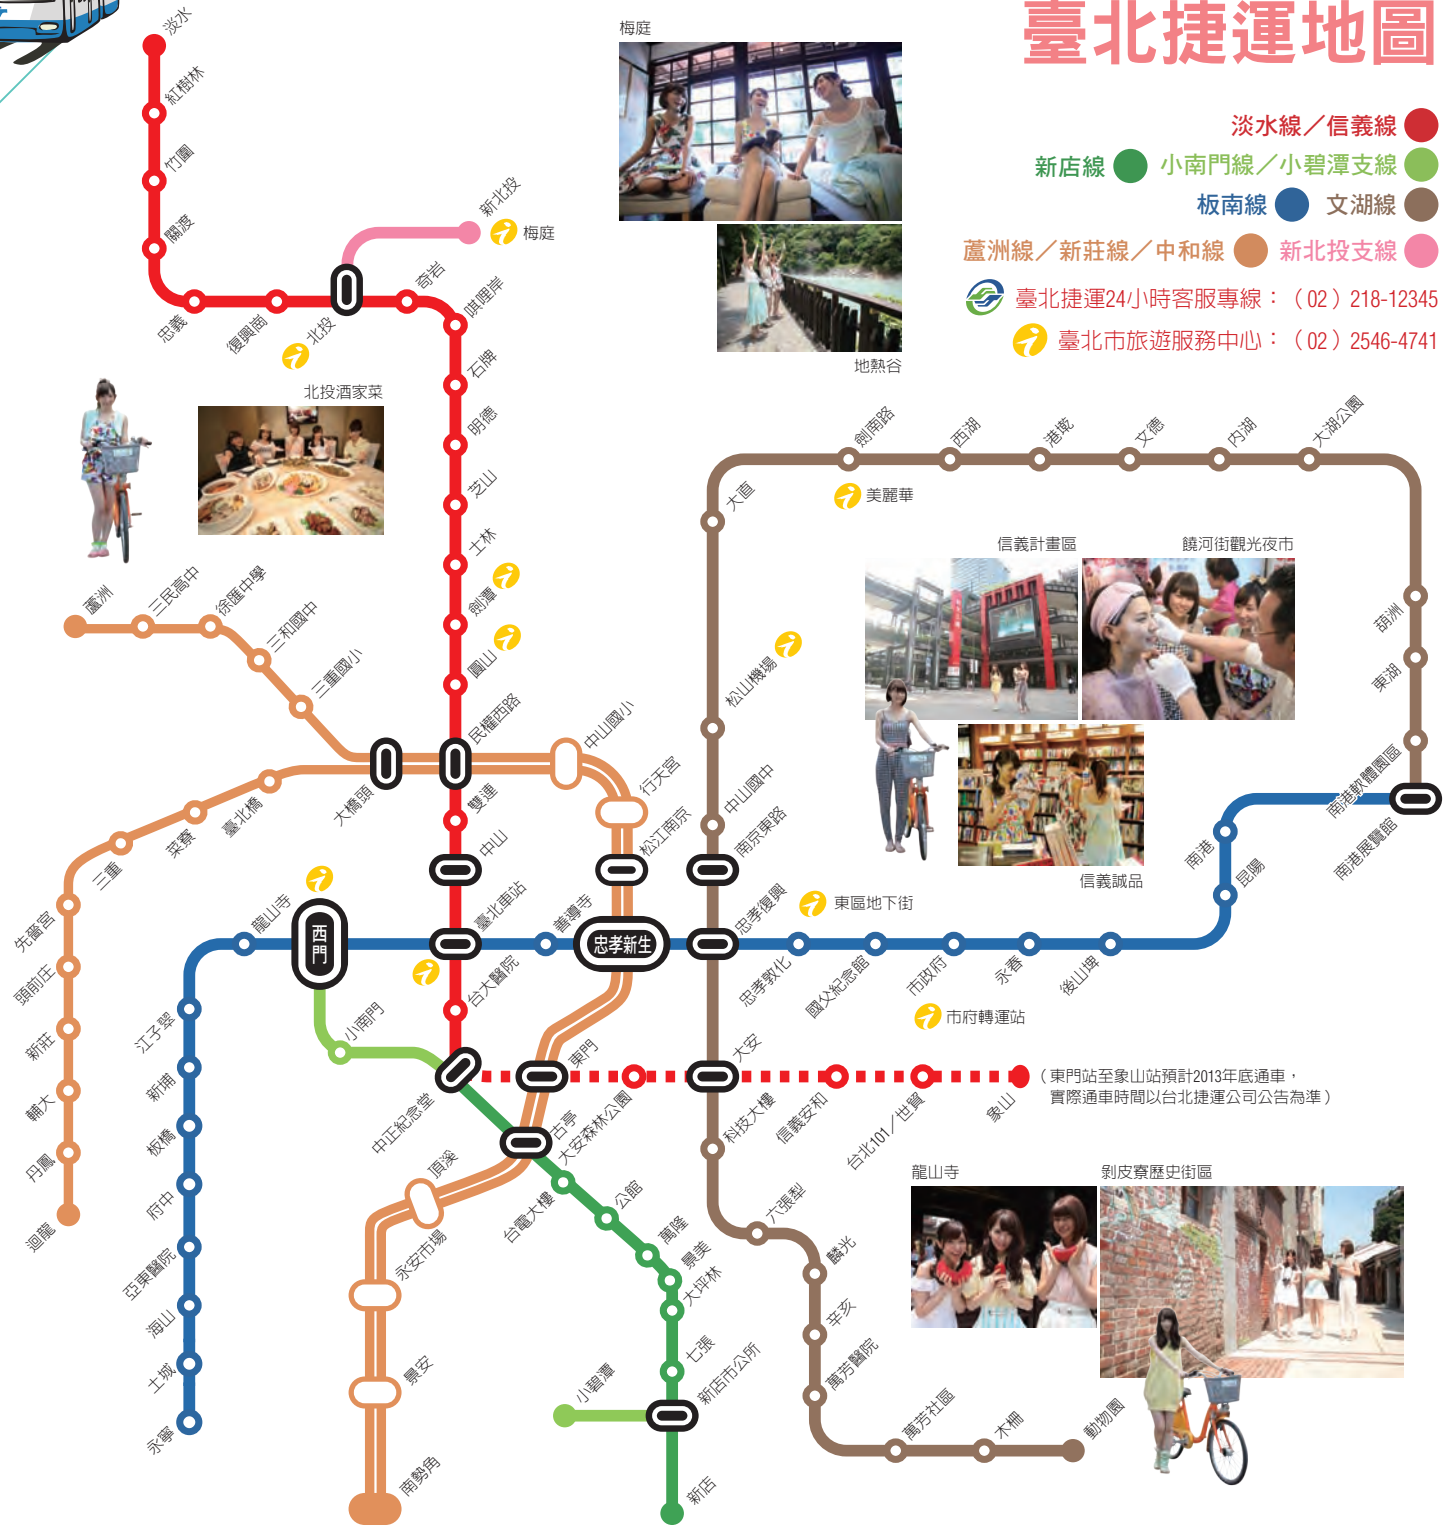 臺北捷運地圖
淡水線／信義線
新店線
小南門線／小碧潭支線
板南線
文湖線
蘆洲線／新莊線／中和線
新北投支線
臺北捷運24小時客服專線：（02）218-12345
臺北市旅遊服務中心：（02）2546-4741
梅庭
地熱谷
淡水
紅樹林
竹圍
關渡
忠義
復興崗
北投
新北投
梅庭
奇岩
唭哩岸
石牌
明德
芝山
士林
劍潭
圓山
民權西路
雙連
中山
臺北車站
台大醫院
中正紀念堂
北投酒家菜
蘆洲
三民高中
徐匯中學
三和國中
三重國小
大橋頭
臺北橋
菜寮
三重
先嗇宮
頭前庄
新莊
輔大
丹鳳
迴龍
中山國小
行天宮
松江南京
忠孝新生
東門
古亭
頂溪
永安市場
景安
南勢角
劍南路
西湖
港墘
文德
內湖
大湖公園
美麗華
大直
葫洲
東湖
南港軟體園區
南港展覽館
松山機場
中山國中
南京東路
忠孝復興
大安
科技大樓
六張犁
麟光
辛亥
萬芳醫院
萬芳社區
木柵
動物園
信義計畫區
饒河街觀光夜市
信義誠品
南港
昆陽
後山埤
永春
市政府
國父紀念館
忠孝敦化
東區地下街
市府轉運站
善導寺
西門
龍山寺
江子翠
新埔
板橋
府中
亞東醫院
海山
土城
永寧
小南門
大安森林公園
信義安和
台北101／世貿
象山
（東門站至象山站預計2013年底通車，
實際通車時間以台北捷運公司公告為準）
台電大樓
公館
萬隆
景美
大坪林
七張
新店市公所
小碧潭
新店
龍山寺
剝皮寮歷史街區